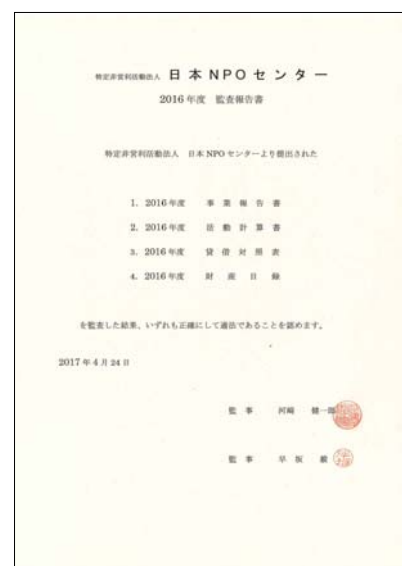 特定非営利活動法人 日本NPOセンター
2016年度 監査報告書
特定非営利活動法人 日本NPOセンターより提出された
1. 2016年度 事業報告書
2. 2016年度 活動計算書
3. 2016年度 貸借対照表
4. 2016年度 財産目録
を監査した結果、いずれも正確にして適法であることを認めます。
2017年4月24日
監事 河﨑 健一郎
監事 早坂 毅